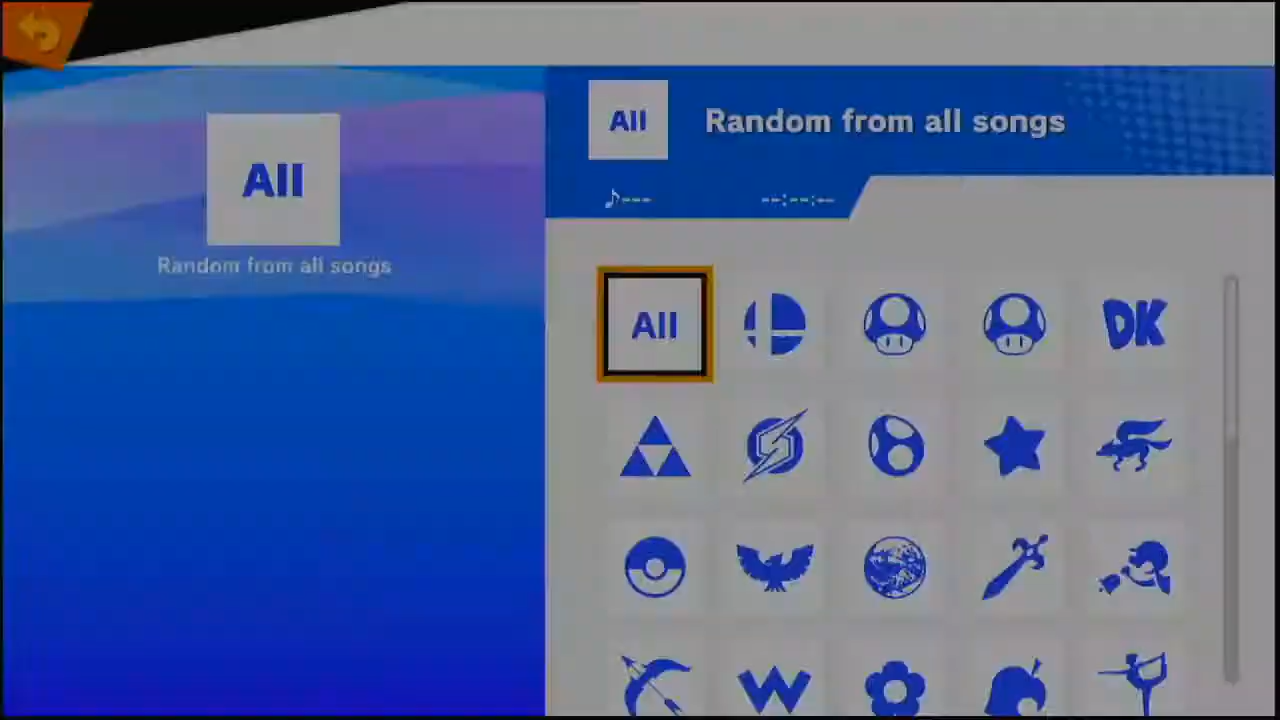 All
Random from all songs
All
Random from all songs
♪--- --:--:--
All
DK